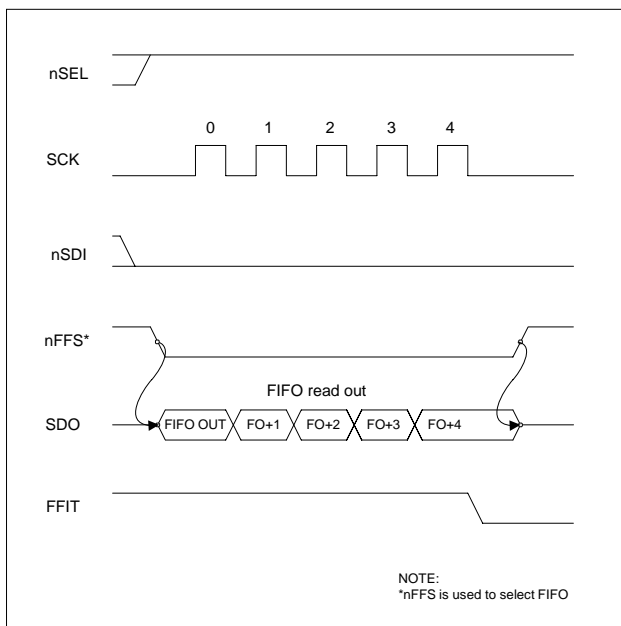 nSEL
0 1 2 3 4
SCK
nSDI
nFFS*
FIFO read out
SDO
FIFO OUT FO+1 FO+2 FO+3 FO+4
FFIT
NOTE:
*nFFS is used to select FIFO